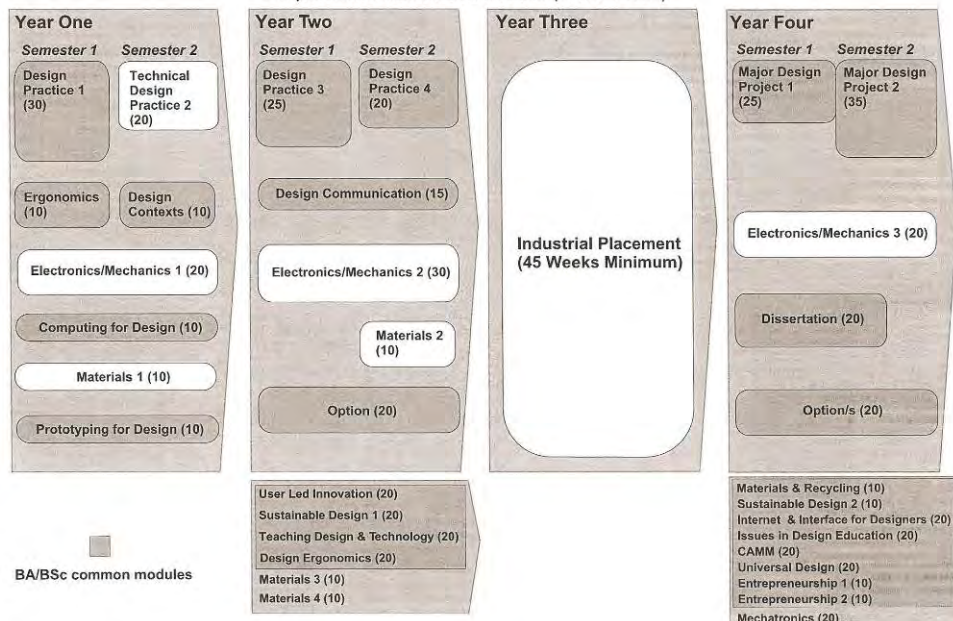 Year One
Semester 1
Semester 2
Design
Practice 1
(30)
Technical
Design
Practice 2
(20)
Ergonomics
(10)
Design
Contexts (10)
Electronics/Mechanics 1 (20)
Computing for Design (10)
Materials 1 (10)
Prototyping for Design (10)
BA/BSc common modules
Year Two
Semester 1
Semester 2
Design
Practice 3
(25)
Design
Practice 4
(20)
Design Communication (15)
Electronics/Mechanics 2 (30)
Materials 2
(10)
Option (20)
User Led Innovation (20)
Sustainable Design 1 (20)
Teaching Design & Technology (20)
Design Ergonomics (20)
Materials 3 (10)
Materials 4 (10)
Year Three
Industrial Placement
(45 Weeks Minimum)
Year Four
Semester 1
Semester 2
Major Design
Project 1
(25)
Major Design
Project 2
(35)
Electronics/Mechanics 3 (20)
Dissertation (20)
Option/s (20)
Materials & Recycling (10)
Sustainable Design 2 (10)
Internet & Interface for Designers (20)
Issues in Design Education (20)
CAMM (20)
Universal Design (20)
Entrepreneurship 1 (10)
Entrepreneurship 2 (10)
Mechatronics (20)